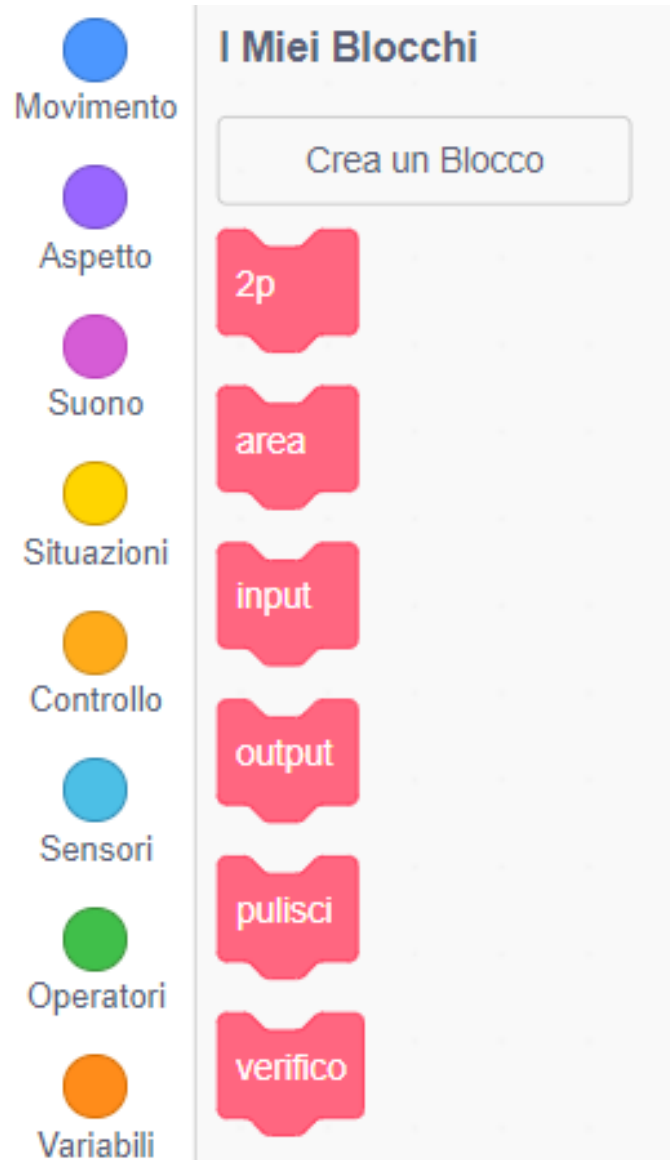 Movimento
Aspetto
Suono
Situazioni
Controllo
Sensori
Operatori
Variabili
I Miei Blocchi
Crea un Blocco
2p
area
input
output
pulisci
verifico